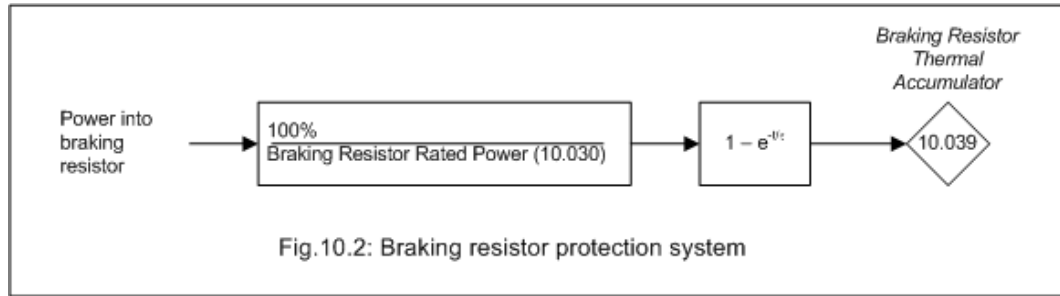 Braking Resistor
Thermal
Accumulator
Power into
braking
resistor
100%
Braking Resistor Rated Power (10.030)
1 – e^-t/τ
10.039
Fig.10.2: Braking resistor protection system